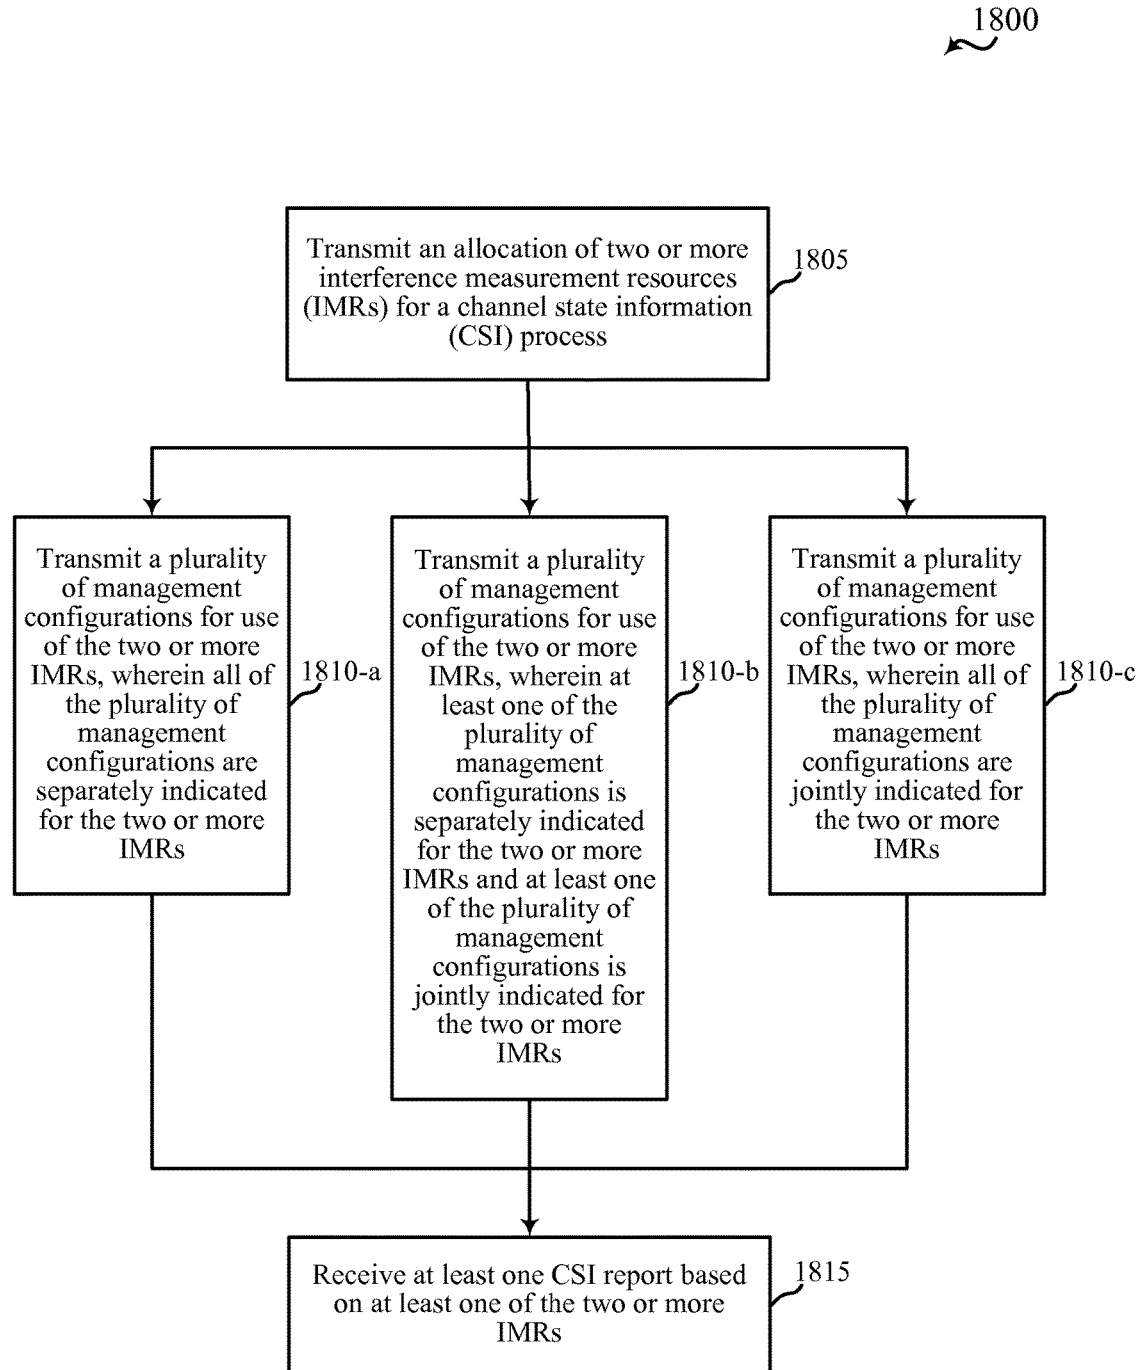 1800
Transmit an allocation of two or more
interference measurement resources
(IMRs) for a channel state information
(CSI) process
1805
Transmit a plurality
of management
configurations for use
of the two or more
IMRs, wherein all of
the plurality of
management
configurations are
separately indicated
for the two or more
IMRs
1810-a
Transmit a plurality
of management
configurations for use
of the two or more
IMRs, wherein at
least one of the
plurality of
management
configurations is
separately indicated
for the two or more
IMRs and at least one
of the plurality of
management
configurations is
jointly indicated for
the two or more
IMRs
1810-b
Transmit a plurality
of management
configurations for use
of the two or more
IMRs, wherein all of
the plurality of
management
configurations are
jointly indicated for
the two or more
IMRs
1810-c
Receive at least one CSI report based
on at least one of the two or more
IMRs
1815